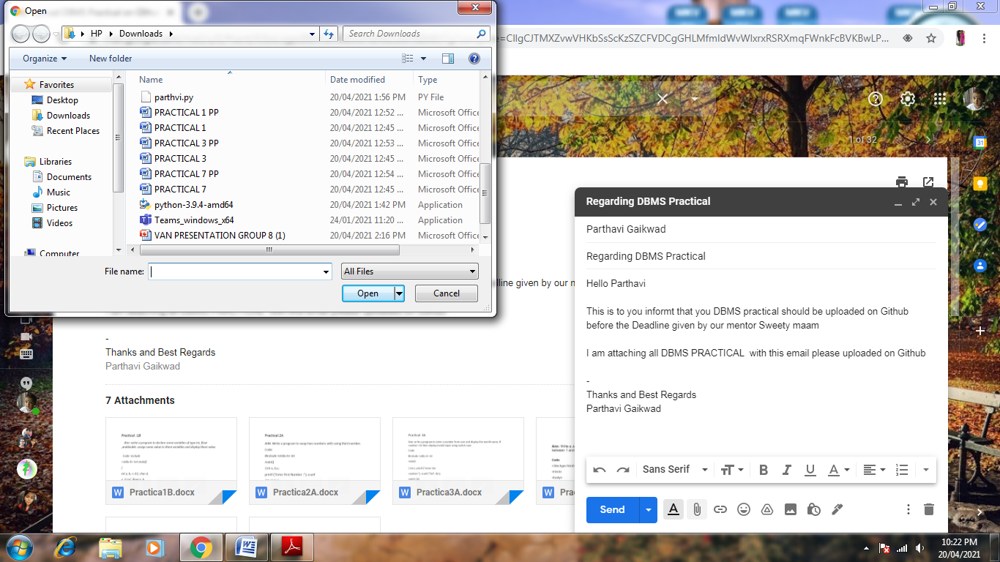 Open
HP ▸ Downloads ▸
Search Downloads
Organize
New folder
Name
Date modified
Type
parthvi.py 20/04/2021 1:56 PM PY File
PRACTICAL 1 PP 20/04/2021 12:52 ... Microsoft Office
PRACTICAL 1 20/04/2021 12:45 ... Microsoft Office
PRACTICAL 3 PP 20/04/2021 12:53 ... Microsoft Office
PRACTICAL 3 20/04/2021 12:45 ... Microsoft Office
PRACTICAL 7 PP 20/04/2021 12:54 ... Microsoft Office
PRACTICAL 7 20/04/2021 12:45 ... Microsoft Office
python-3.9.4-amd64 20/04/2021 1:42 PM Application
Teams_windows_x64 24/01/2021 11:20 ... Application
VAN PRESENTATION GROUP 8 (1) 20/04/2021 2:16 PM Microsoft Office
Favorites
Desktop
Downloads
Recent Places
Libraries
Documents
Music
Pictures
Videos
Computer
File name:
All Files
Open
Cancel
1 of 32
31
dline given by our m
-
Thanks and Best Regards
Parthavi Gaikwad
7 Attachments
Practica1B.docx
Practica2A.docx
Practica3A.docx
Regarding DBMS Practical
Parthavi Gaikwad
Regarding DBMS Practical
Hello Parthavi
This is to you informt that you DBMS practical should be uploaded on Github
before the Deadline given by our mentor Sweety maam
I am attaching all DBMS PRACTICAL  with this email please uploaded on Github
-
Thanks and Best Regards
Parthavi Gaikwad
Sans Serif
Send
10:22 PM
20/04/2021